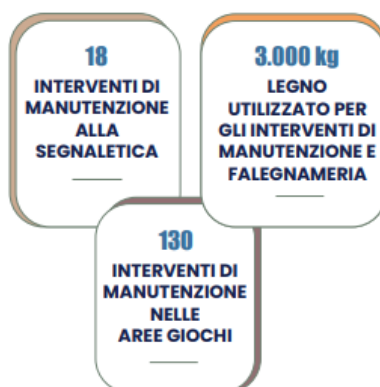 18
INTERVENTI DI
MANUTENZIONE
ALLA
SEGNALETICA
3.000 kg
LEGNO
UTILIZZATO PER
GLI INTERVENTI DI
MANUTENZIONE E
FALEGNAMERIA
130
INTERVENTI DI
MANUTENZIONE
NELLE
AREE GIOCHI